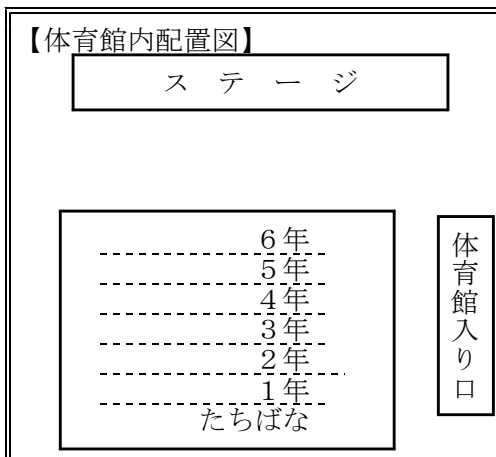 【体育館内配置図】
ステージ
６年
５年
４年
３年
２年
１年
たちばな
体育館入り口